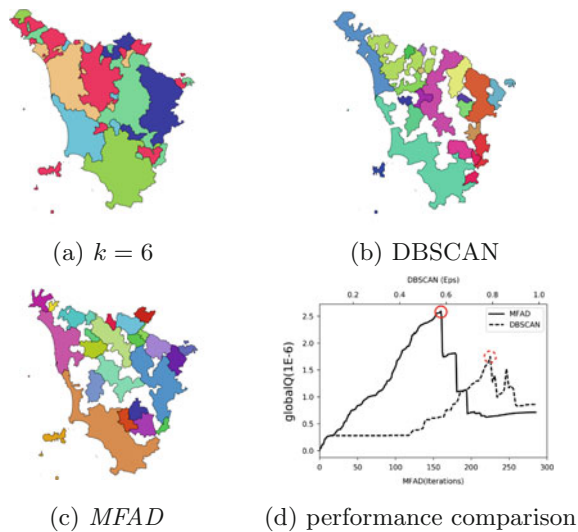 (a) k = 6
(b) DBSCAN
(c) MFAD
DBSCAN (Eps)
0.2 0.4 0.6 0.8 1.0
MFAD
DBSCAN
globalQ(1E-6)
2.5
2.0
1.5
1.0
0.5
0.0
0 50 100 150 200 250 300
MFAD(Iterations)
(d) performance comparison